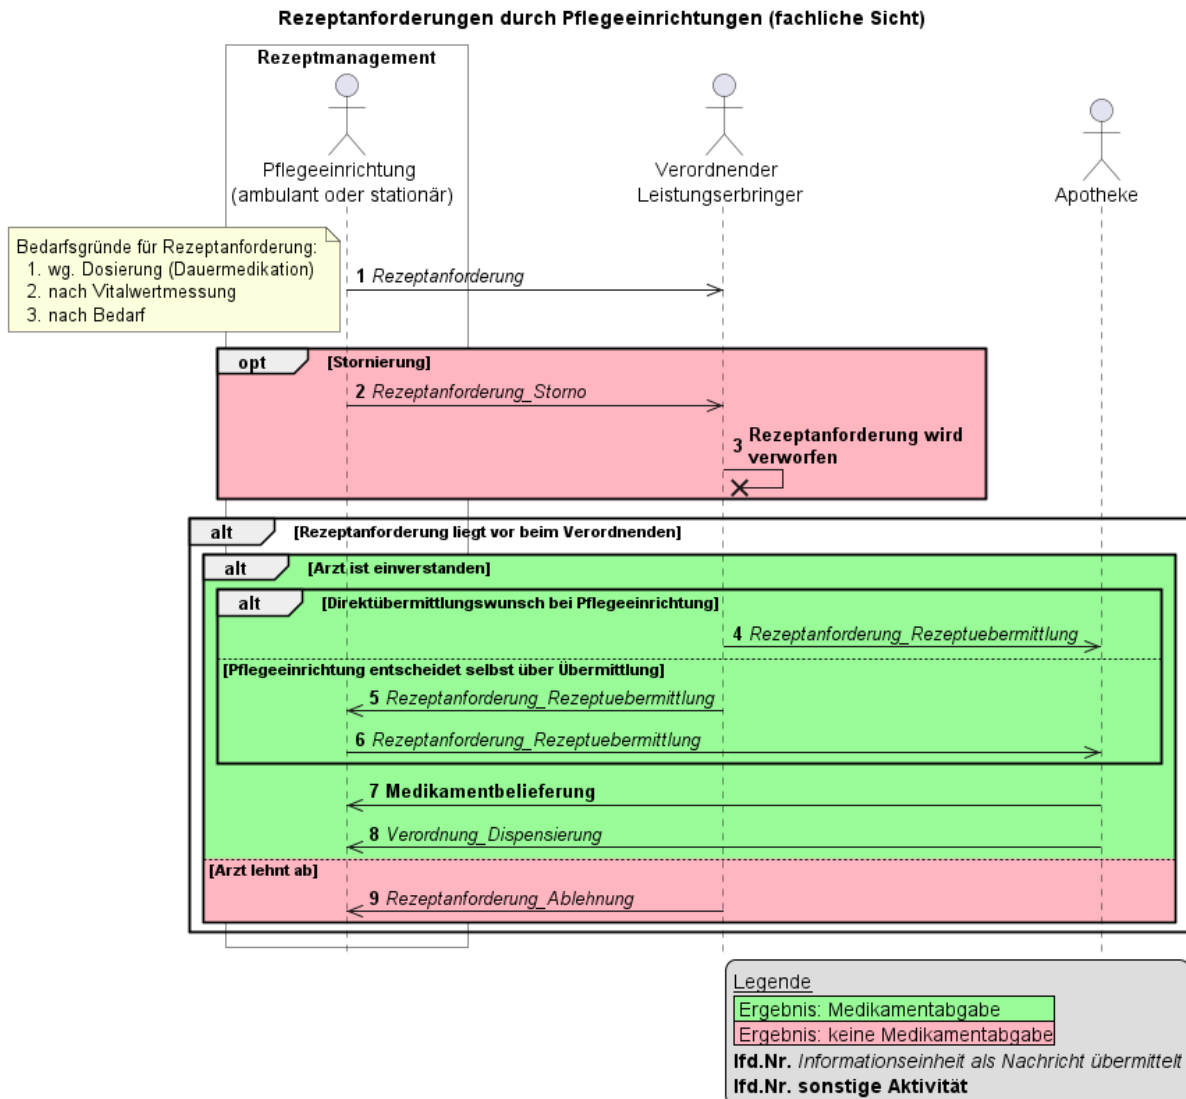 Rezeptanforderungen durch Pflegeeinrichtungen (fachliche Sicht)
Rezeptmanagement
Pflegeeinrichtung
(ambulant oder stationär)
Verordnender
Leistungserbringer
Apotheke
Bedarfsgründe für Rezeptanforderung:
1. wg. Dosierung (Dauermedikation)
2. nach Vitalwertmessung
3. nach Bedarf
1 Rezeptanforderung
opt [Stornierung]
2 Rezeptanforderung_Storno
3 Rezeptanforderung wird
verworfen
alt [Rezeptanforderung liegt vor beim Verordnenden]
alt [Arzt ist einverstanden]
alt [Direktübermittlungswunsch bei Pflegeeinrichtung]
4 Rezeptanforderung_Rezeptuebermittlung
[Pflegeeinrichtung entscheidet selbst über Übermittlung]
5 Rezeptanforderung_Rezeptuebermittlung
6 Rezeptanforderung_Rezeptuebermittlung
7 Medikamentbelieferung
8 Verordnung_Dispensierung
[Arzt lehnt ab]
9 Rezeptanforderung_Ablehnung
Legende
Ergebnis: Medikamentabgabe
Ergebnis: keine Medikamentabgabe
lfd.Nr. Informationseinheit als Nachricht übermittelt
lfd.Nr. sonstige Aktivität